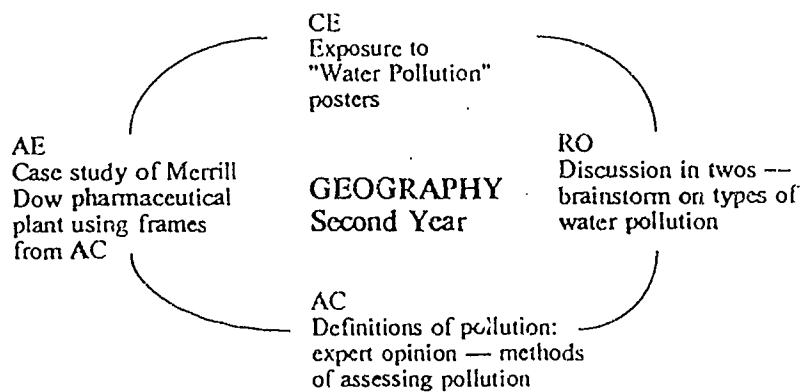 CE
Exposure to
"Water Pollution"
posters
AE
Case study of Merrill
Dow pharmaceutical
plant using frames
from AC
GEOGRAPHY
Second Year
RO
Discussion in twos —
brainstorm on types of
water pollution
AC
Definitions of pollution:
expert opinion — methods
of assessing pollution